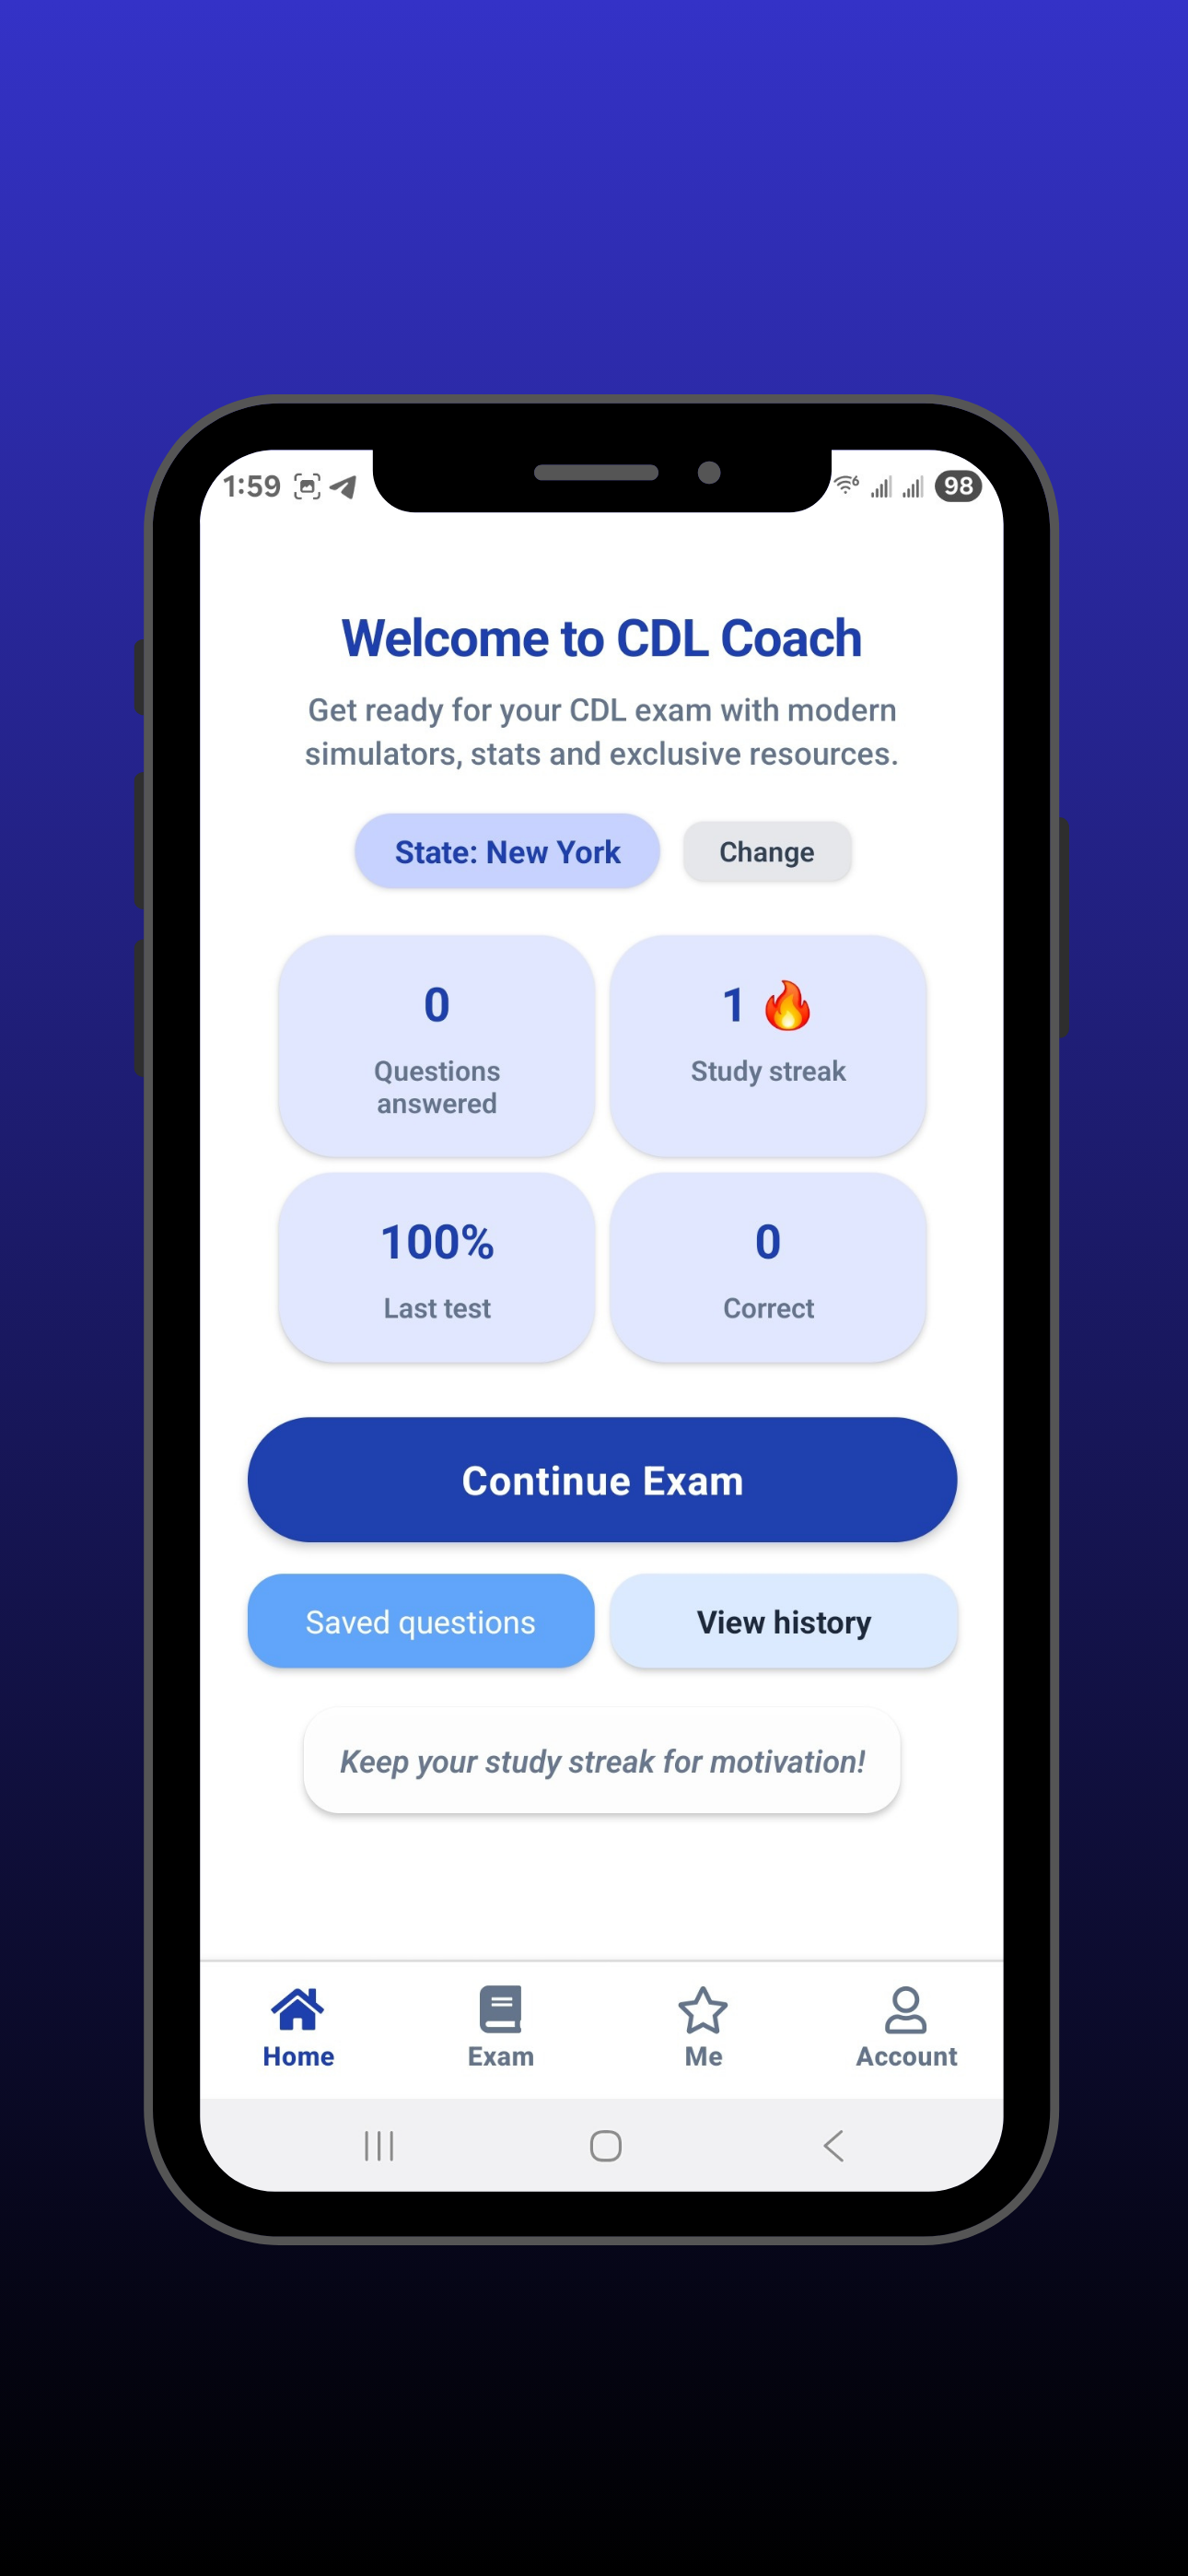 1:59
98
Welcome to CDL Coach
Get ready for your CDL exam with modern
simulators, stats and exclusive resources.
State: New York
Change
0
Questions
answered
1 🔥
Study streak
100%
Last test
0
Correct
Continue Exam
Saved questions
View history
Keep your study streak for motivation!
Home
Exam
Me
Account